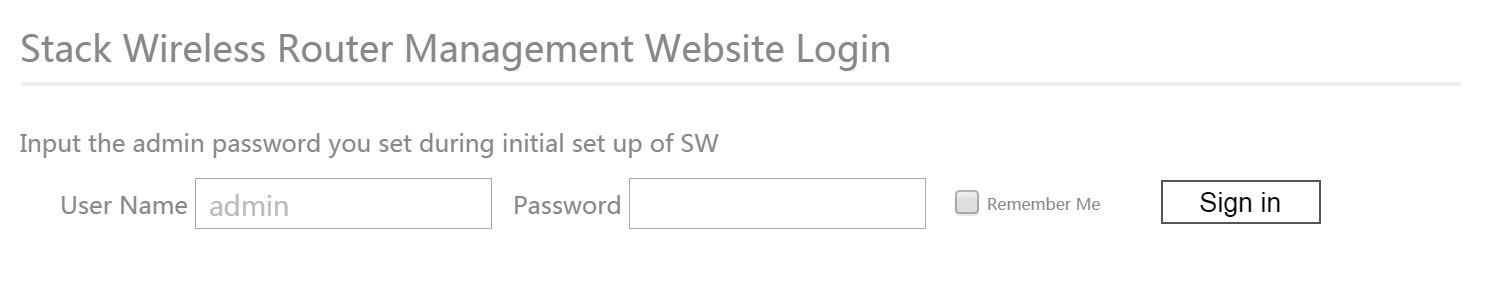 Stack Wireless Router Management Website Login
Input the admin password you set during initial set up of SW
User Name admin Password Remember Me Sign in